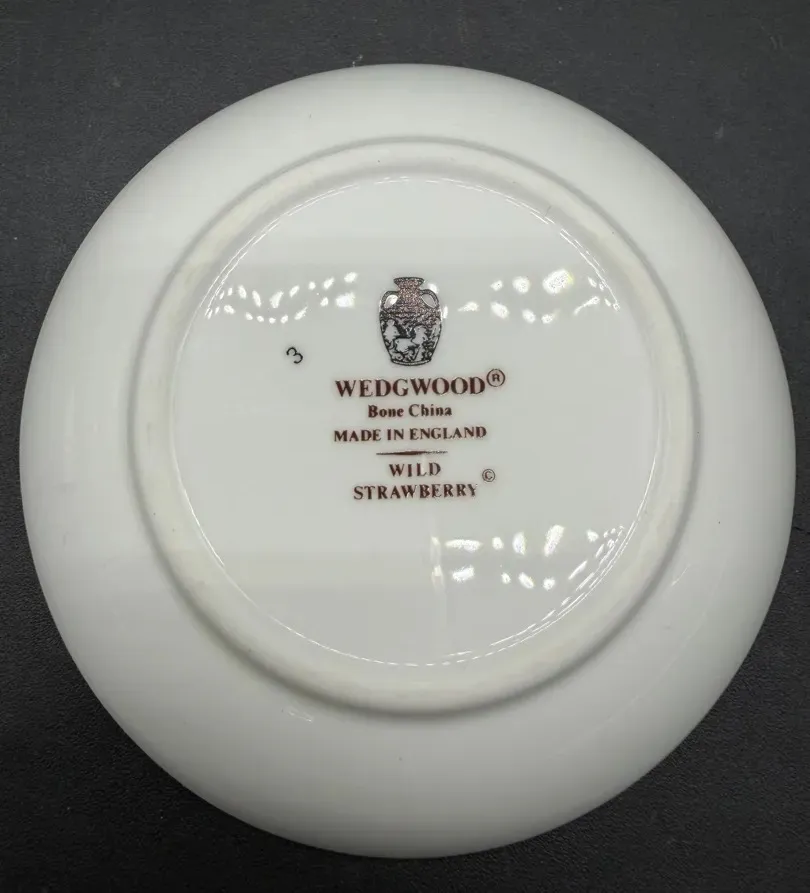 3
WEDGWOOD®
Bone China
MADE IN ENGLAND
WILD
STRAWBERRY©